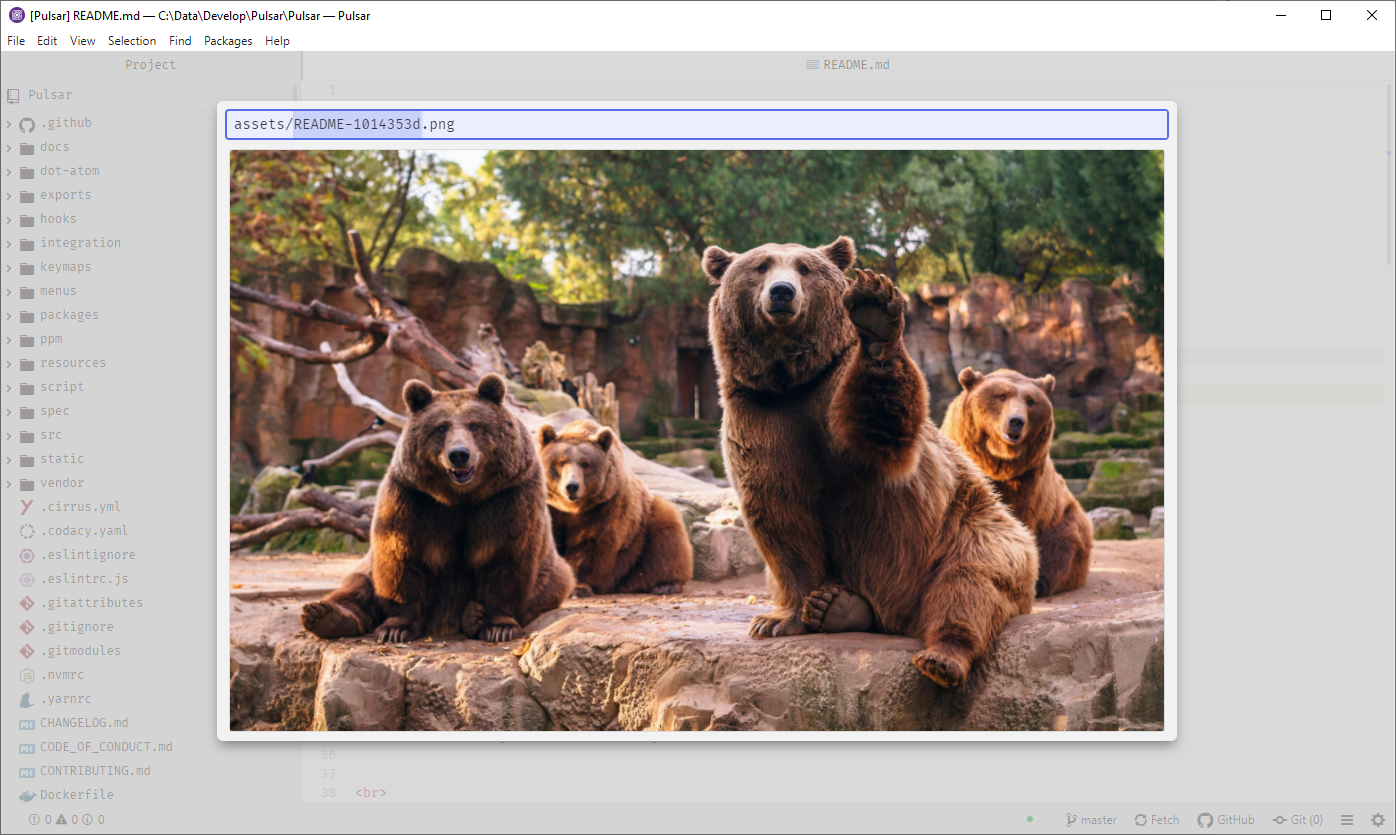 [Pulsar] README.md — C:\Data\Develop\Pulsar\Pulsar — Pulsar
File Edit View Selection Find Packages Help
Project
README.md
Pulsar
1
assets/README-1014353d.png
.github
docs
dot-atom
exports
hooks
integration
keymaps
menus
packages
ppm
resources
script
spec
src
static
vendor
.cirrus.yml
.codacy.yaml
.eslintignore
.eslintrc.js
.gitattributes
.gitignore
.gitmodules
.nvmrc
.yarnrc
CHANGELOG.md
CODE_OF_CONDUCT.md
CONTRIBUTING.md
Dockerfile
36
37
38 <br>
0 0 0
master Fetch GitHub Git (0)